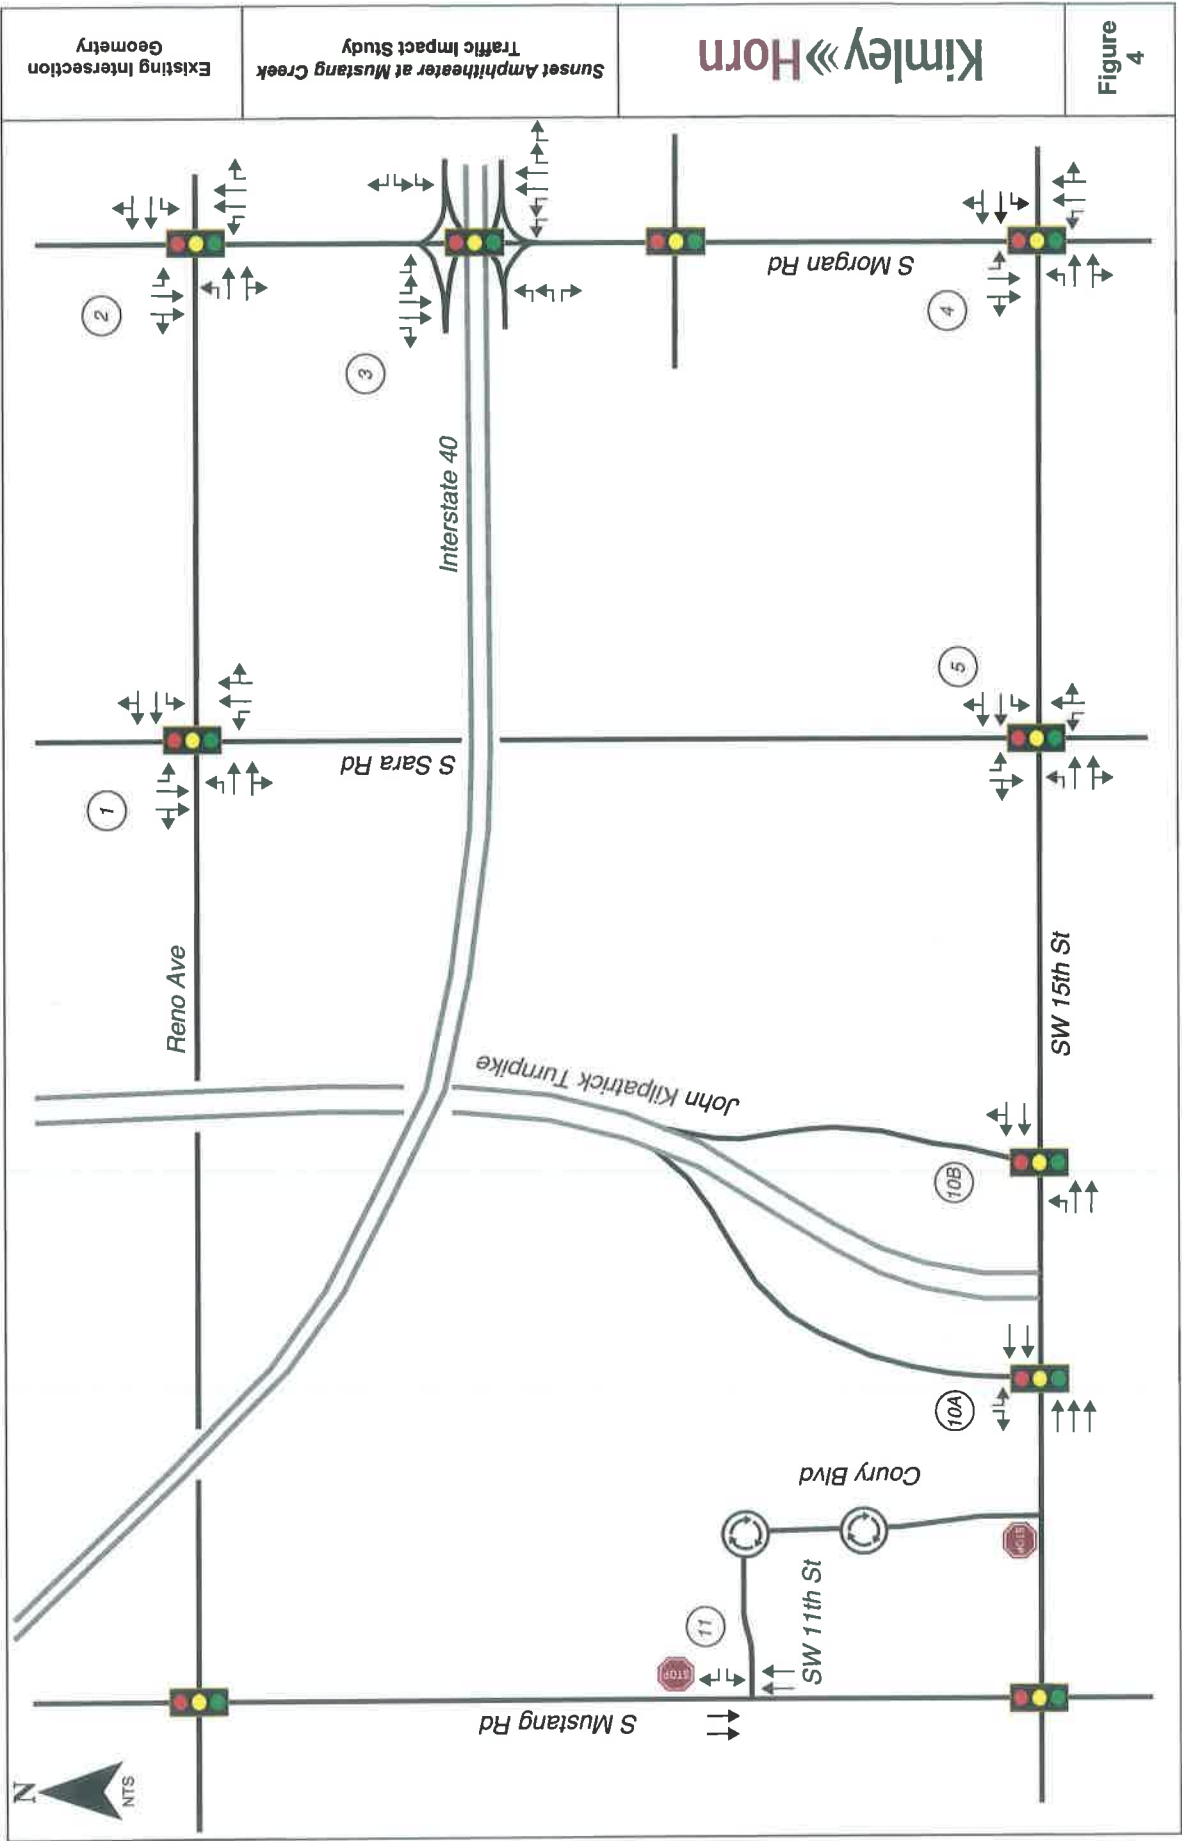 N
NTS
Reno Ave
S Mustang Rd
STOP
11
SW 11th St
Coury Blvd
STOP
10A
10B
John Kilpatrick Turnpike
SW 15th St
1
S Sara Rd
5
Interstate 40
2
3
4
S Morgan Rd
Figure
4
Kimley»Horn
Sunset Amphitheater at Mustang Creek
Traffic Impact Study
Existing Intersection
Geometry